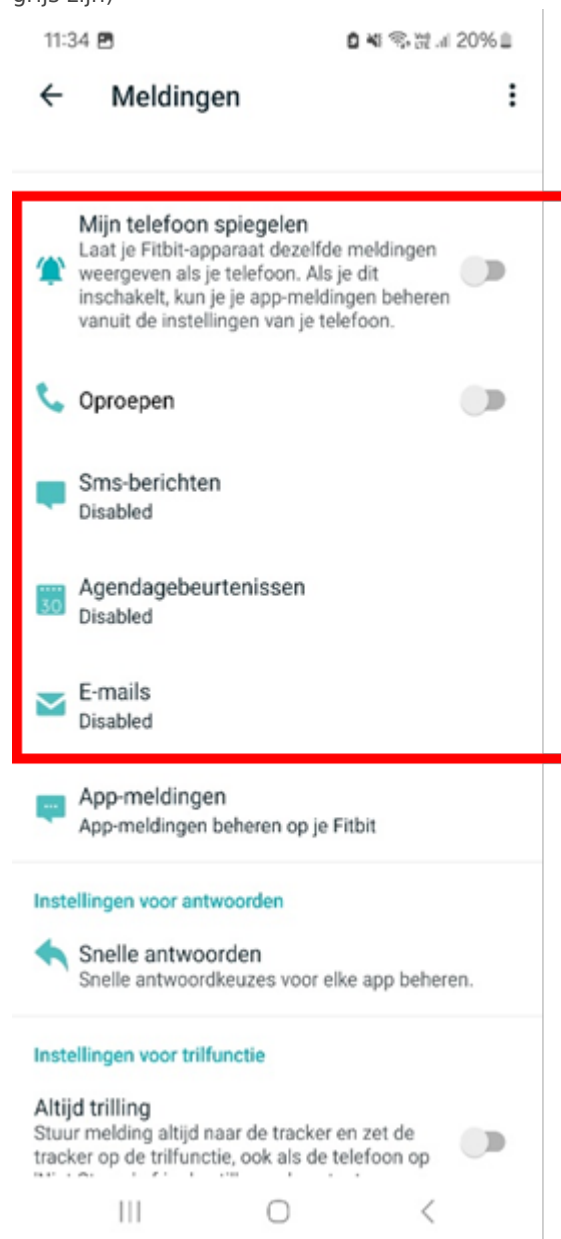 grijs zijn)
11:34 20%
Meldingen
Mijn telefoon spiegelen
Laat je Fitbit-apparaat dezelfde meldingen
weergeven als je telefoon. Als je dit
inschakelt, kun je je app-meldingen beheren
vanuit de instellingen van je telefoon.
Oproepen
Sms-berichten
Disabled
30
Agendagebeurtenissen
Disabled
E-mails
Disabled
App-meldingen
App-meldingen beheren op je Fitbit
Instellingen voor antwoorden
Snelle antwoorden
Snelle antwoordkeuzes voor elke app beheren.
Instellingen voor trilfunctie
Altijd trilling
Stuur melding altijd naar de tracker en zet de
tracker op de trilfunctie, ook als de telefoon op